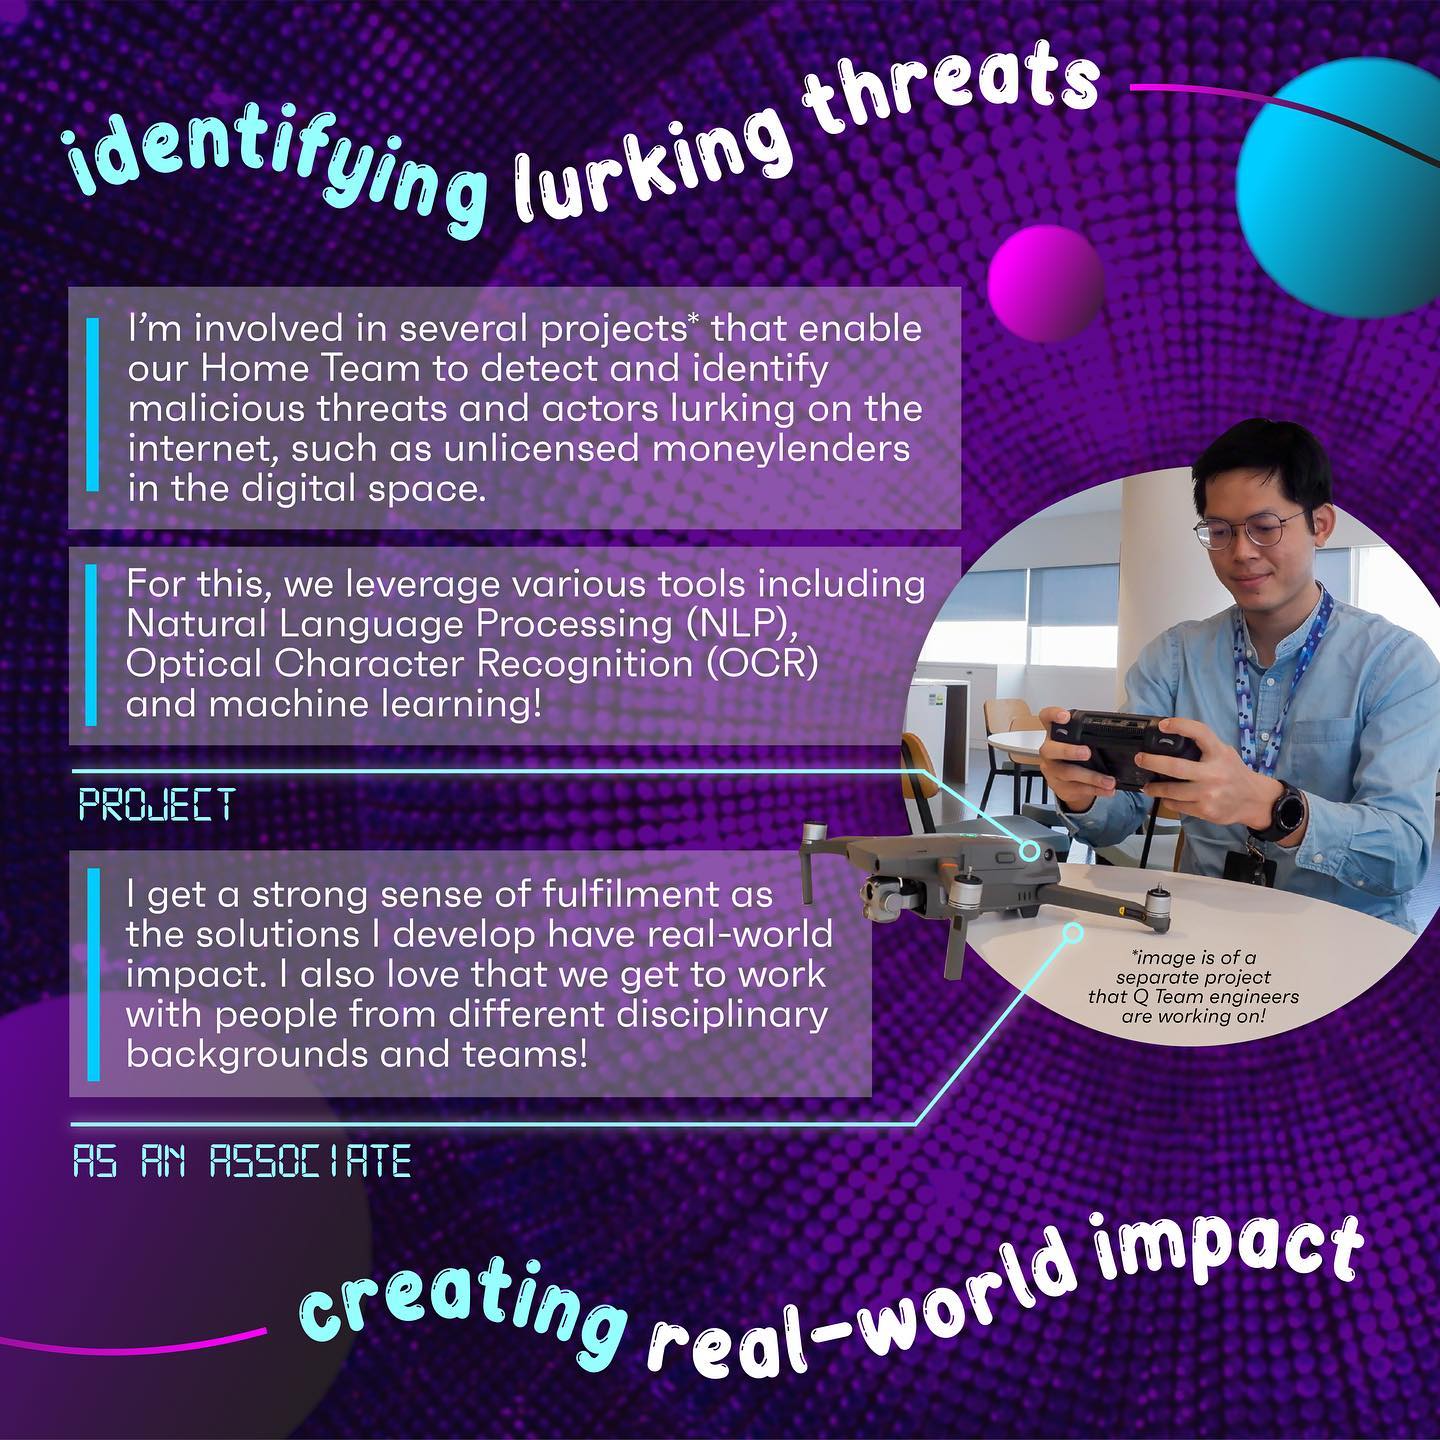 identifying lurking threats
I'm involved in several projects* that enable
our Home Team to detect and identify
malicious threats and actors lurking on the
internet, such as unlicensed moneylenders
in the digital space.
For this, we leverage various tools including
Natural Language Processing (NLP),
Optical Character Recognition (OCR)
and machine learning!
PROJECT
I get a strong sense of fulfilment as
the solutions I develop have real-world
impact. I also love that we get to work
with people from different disciplinary
backgrounds and teams!
*image is of a
separate project
that Q Team engineers
are working on!
AS AN ASSOCIATE
creating real-world impact